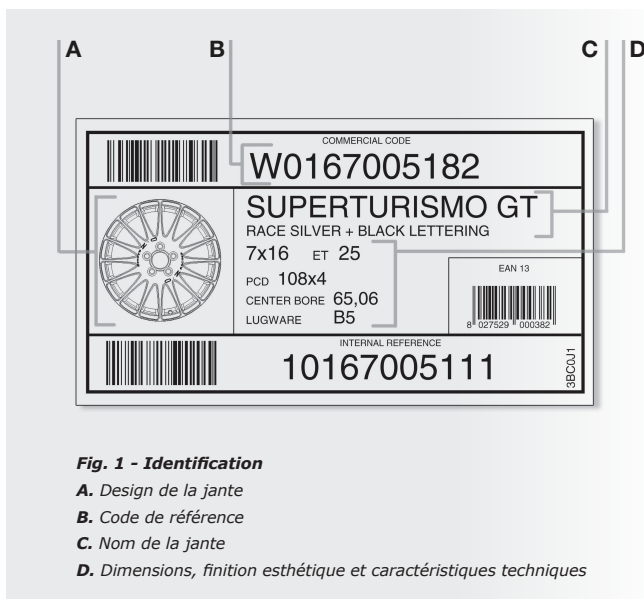 A B C D
COMMERCIAL CODE
W0167005182
SUPERTURISMO GT
RACE SILVER + BLACK LETTERING
7x16 ET 25
PCD 108x4
CENTER BORE 65,06
LUGWARE B5
EAN 13
8 027529 000382
INTERNAL REFERENCE
10167005111
3BC0J1
Fig. 1 - Identification
A. Design de la jante
B. Code de référence
C. Nom de la jante
D. Dimensions, finition esthétique et caractéristiques techniques